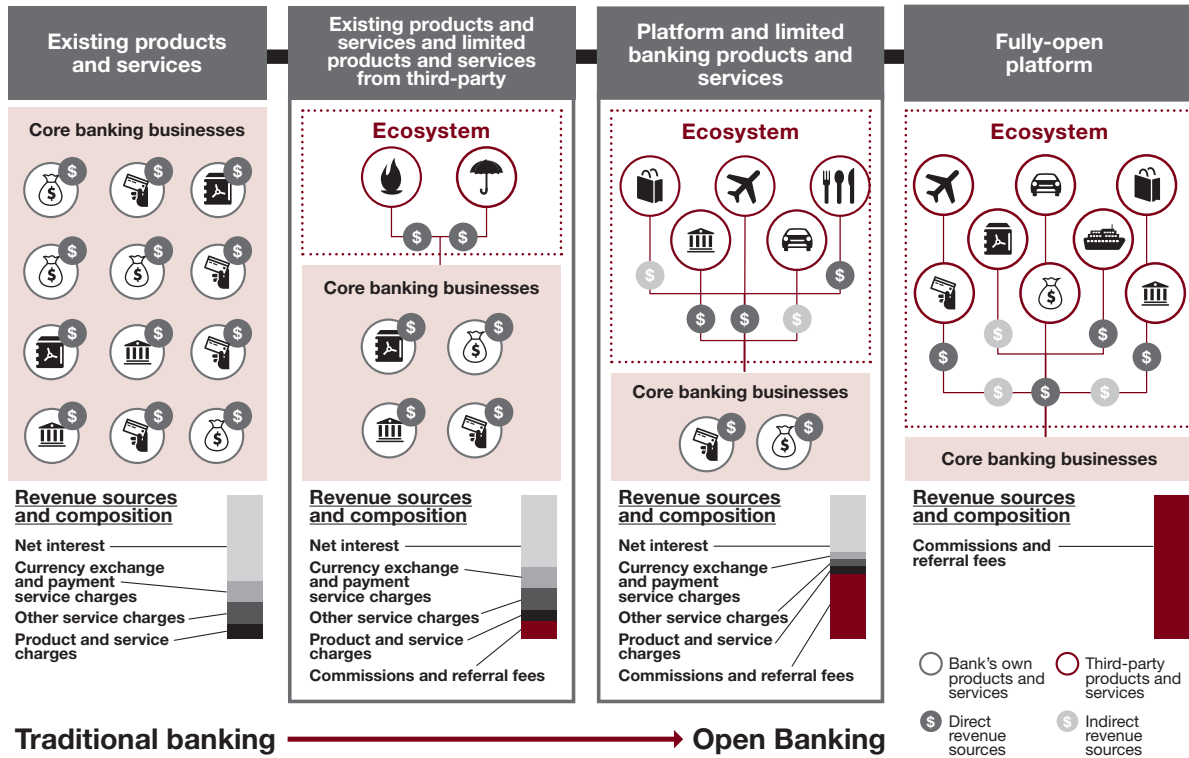 Existing products
and services
Core banking businesses
$ $ $
$ $ $
$ $ $
$ $ $
$ $
$ $
$
Revenue sources
and composition
Net interest
Currency exchange
and payment
service charges
Other service charges
Product and service
charges
Existing products and
services and limited
products and services
from third-party
Ecosystem
$ $
Core banking businesses
$ $
$
$ $
Revenue sources
and composition
Net interest
Currency exchange
and payment
service charges
Other service charges
Product and service
charges
Commissions and referral fees
Platform and limited
banking products and
services
Ecosystem
$ $
$ $ $
Core banking businesses
$ $
$
Revenue sources
and composition
Net interest
Currency exchange
and payment
service charges
Other service charges
Product and service
charges
Commissions and referral fees
Fully-open
platform
Ecosystem
$
$ $
$ $
$ $ $
Core banking businesses
Revenue sources
and composition
Commissions and
referral fees
Bank's own
products and
services
Third-party
products and
services
$ Direct
revenue
sources
$ Indirect
revenue
sources
Traditional banking
Open Banking